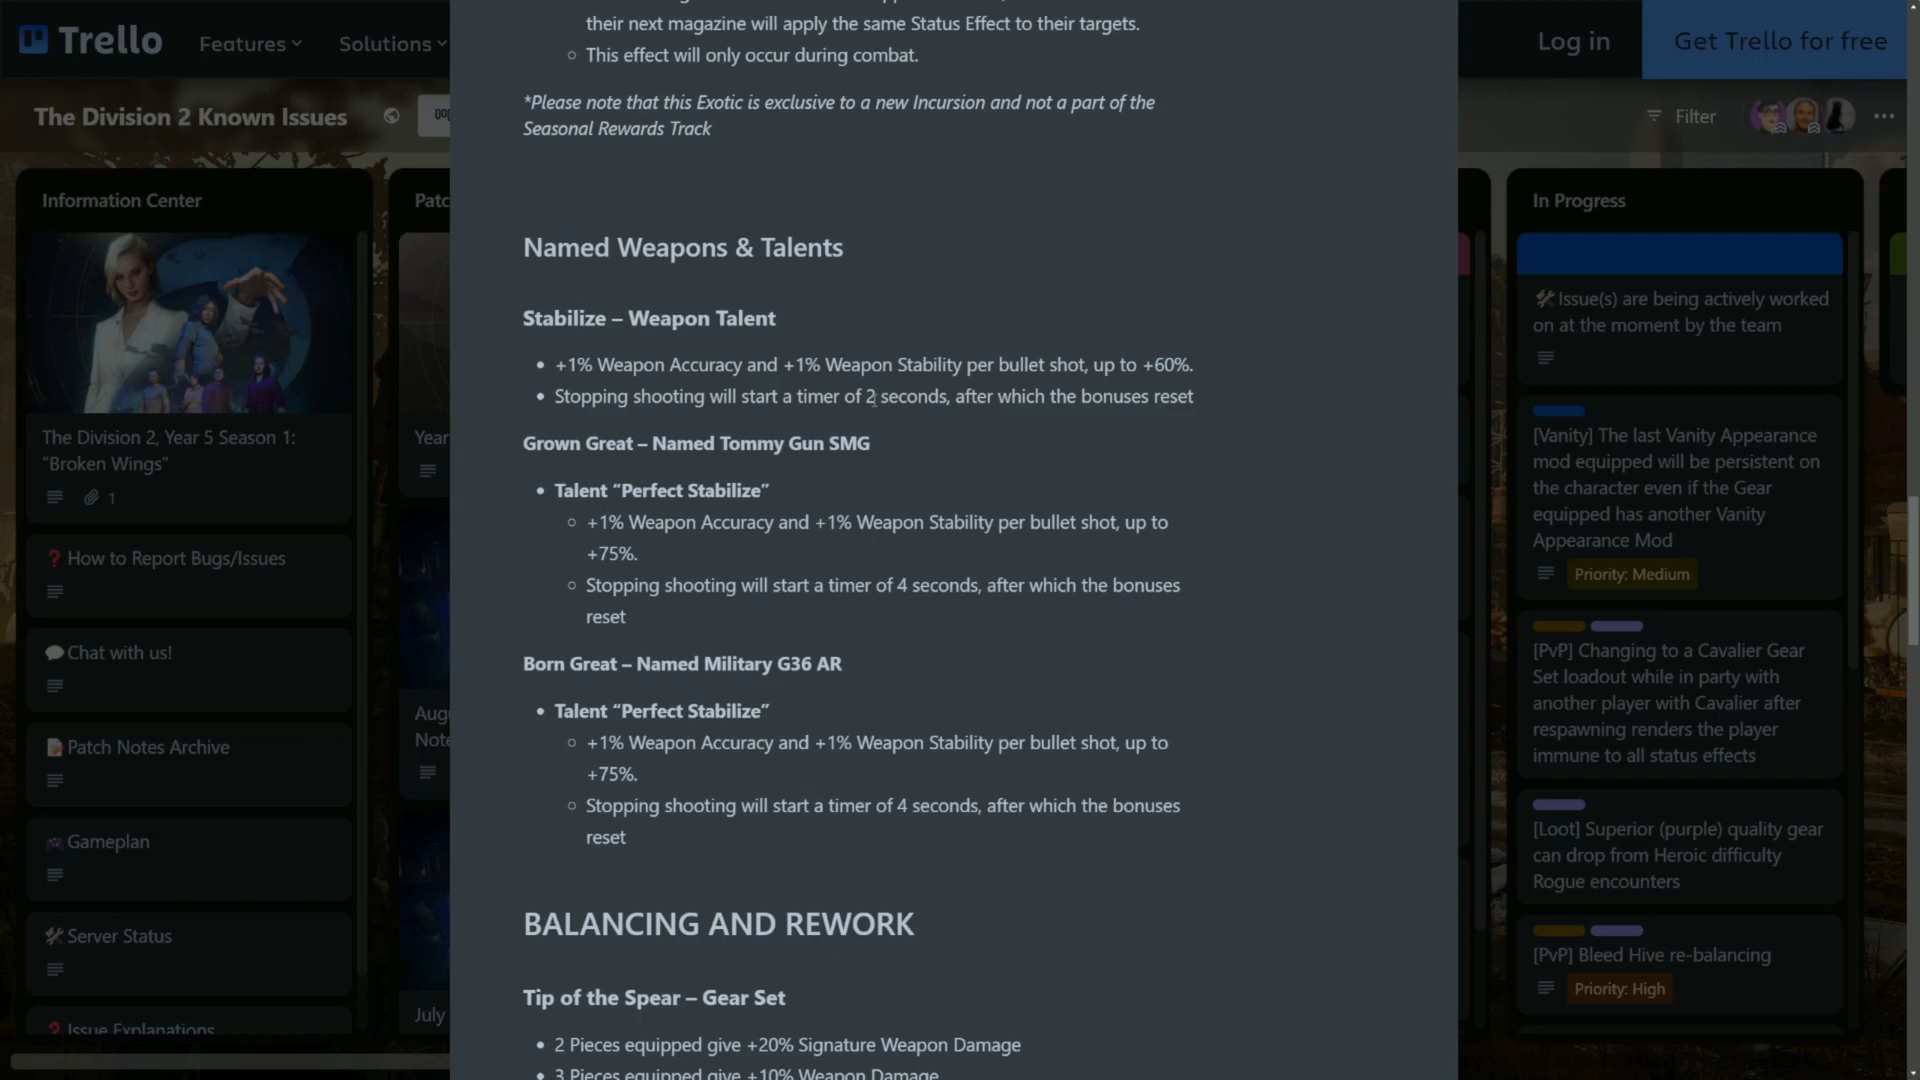 Trello
Features
Solutions
Log in
Get Trello for free
The Division 2 Known Issues
Filter
Information Center
The Division 2, Year 5 Season 1:
"Broken Wings"
1
How to Report Bugs/Issues
Chat with us!
Patch Notes Archive
Gameplan
Server Status
Issue Explanations
Patc
Year
Aug
Note
July
their next magazine will apply the same Status Effect to their targets.
This effect will only occur during combat.
*Please note that this Exotic is exclusive to a new Incursion and not a part of the
Seasonal Rewards Track
Named Weapons & Talents
Stabilize – Weapon Talent
+1% Weapon Accuracy and +1% Weapon Stability per bullet shot, up to +60%.
Stopping shooting will start a timer of 2 seconds, after which the bonuses reset
Grown Great – Named Tommy Gun SMG
Talent “Perfect Stabilize”
+1% Weapon Accuracy and +1% Weapon Stability per bullet shot, up to
+75%.
Stopping shooting will start a timer of 4 seconds, after which the bonuses
reset
Born Great – Named Military G36 AR
Talent “Perfect Stabilize”
+1% Weapon Accuracy and +1% Weapon Stability per bullet shot, up to
+75%.
Stopping shooting will start a timer of 4 seconds, after which the bonuses
reset
BALANCING AND REWORK
Tip of the Spear – Gear Set
2 Pieces equipped give +20% Signature Weapon Damage
3 Pieces equipped give +10% Weapon Damage
In Progress
Issue(s) are being actively worked
on at the moment by the team
[Vanity] The last Vanity Appearance
mod equipped will be persistent on
the character even if the Gear
equipped has another Vanity
Appearance Mod
Priority: Medium
[PvP] Changing to a Cavalier Gear
Set loadout while in party with
another player with Cavalier after
respawning renders the player
immune to all status effects
[Loot] Superior (purple) quality gear
can drop from Heroic difficulty
Rogue encounters
[PvP] Bleed Hive re-balancing
Priority: High